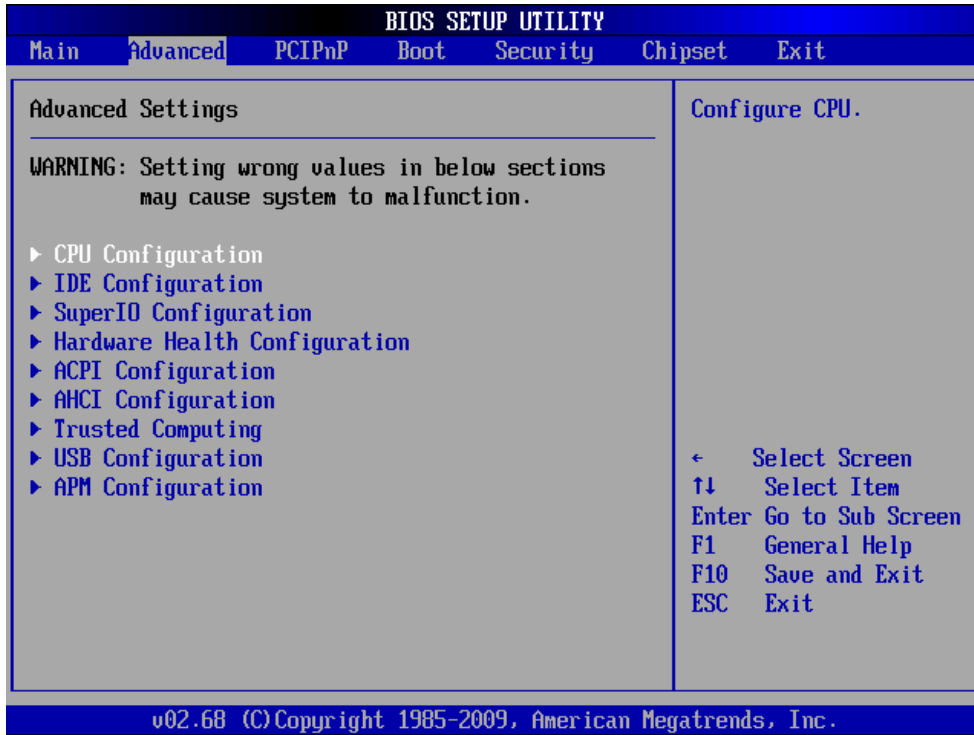 BIOS SETUP UTILITY
Main Advanced PCIPnP Boot Security Chipset Exit
Advanced Settings
WARNING: Setting wrong values in below sections
may cause system to malfunction.
▶ CPU Configuration
▶ IDE Configuration
▶ SuperIO Configuration
▶ Hardware Health Configuration
▶ ACPI Configuration
▶ AHCI Configuration
▶ Trusted Computing
▶ USB Configuration
▶ APM Configuration
Configure CPU.
← Select Screen
↑↓ Select Item
Enter Go to Sub Screen
F1 General Help
F10 Save and Exit
ESC Exit
v02.68 (C)Copyright 1985-2009, American Megatrends, Inc.